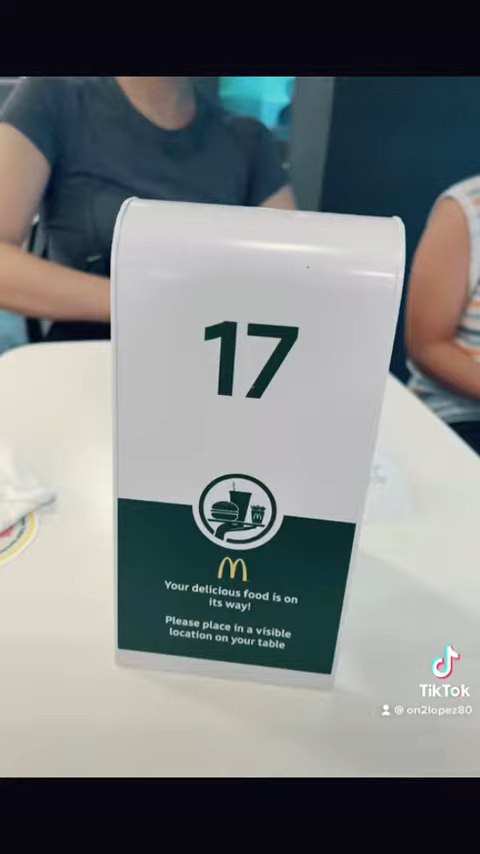 17
Your delicious food is on
its way!
Please place in a visible
location on your table
TikTok
@on2lopez80